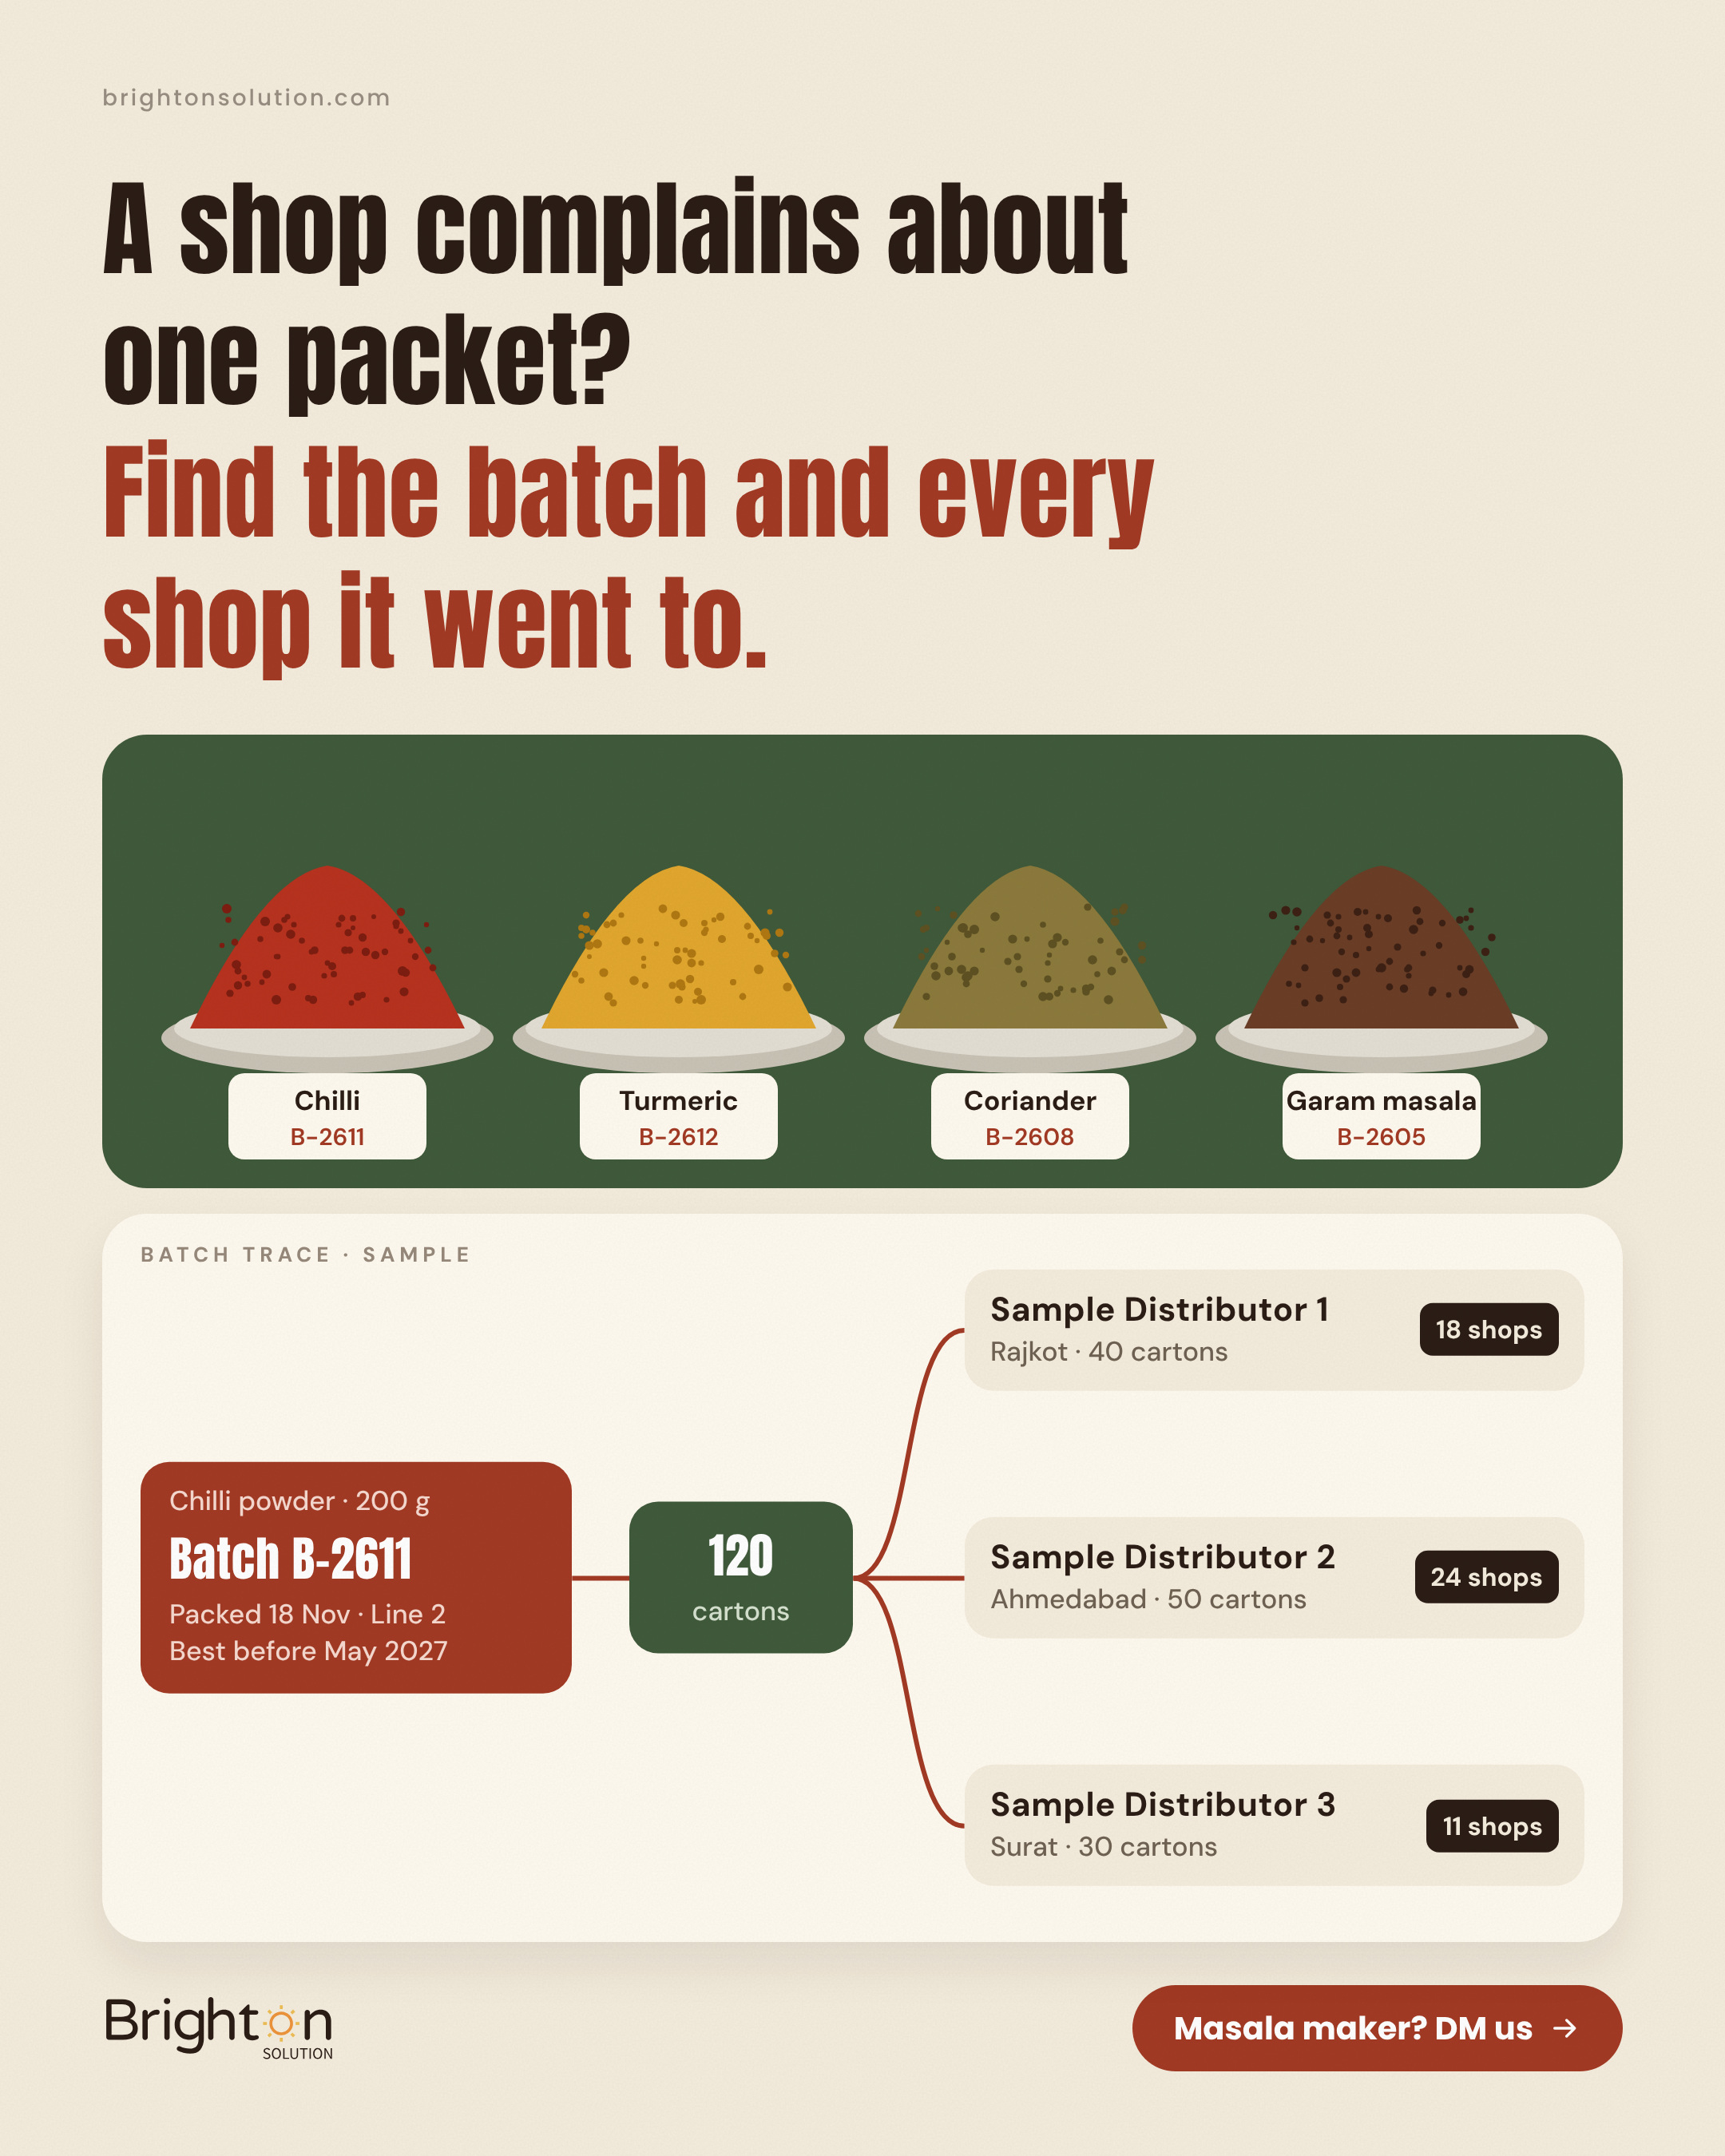 brightonsolution.com
A shop complains about
one packet?
Find the batch and every
shop it went to.
Chilli
B-2611
Turmeric
B-2612
Coriander
B-2608
Garam masala
B-2605
BATCH TRACE · SAMPLE
Chilli powder · 200 g
Batch B-2611
Packed 18 Nov · Line 2
Best before May 2027
120
cartons
Sample Distributor 1
Rajkot · 40 cartons
18 shops
Sample Distributor 2
Ahmedabad · 50 cartons
24 shops
Sample Distributor 3
Surat · 30 cartons
11 shops
Brighton
SOLUTION
Masala maker? DM us →